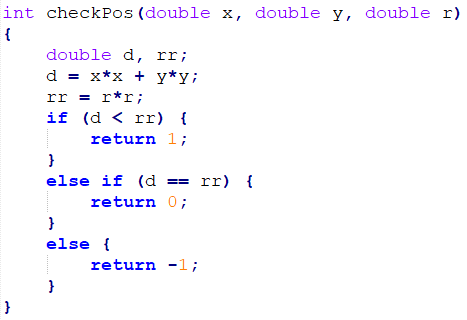 int checkPos(double x, double y, double r)
{
    double d, rr;
    d = x*x + y*y;
    rr = r*r;
    if (d < rr) {
        return 1;
    }
    else if (d == rr) {
        return 0;
    }
    else {
        return -1;
    }
}